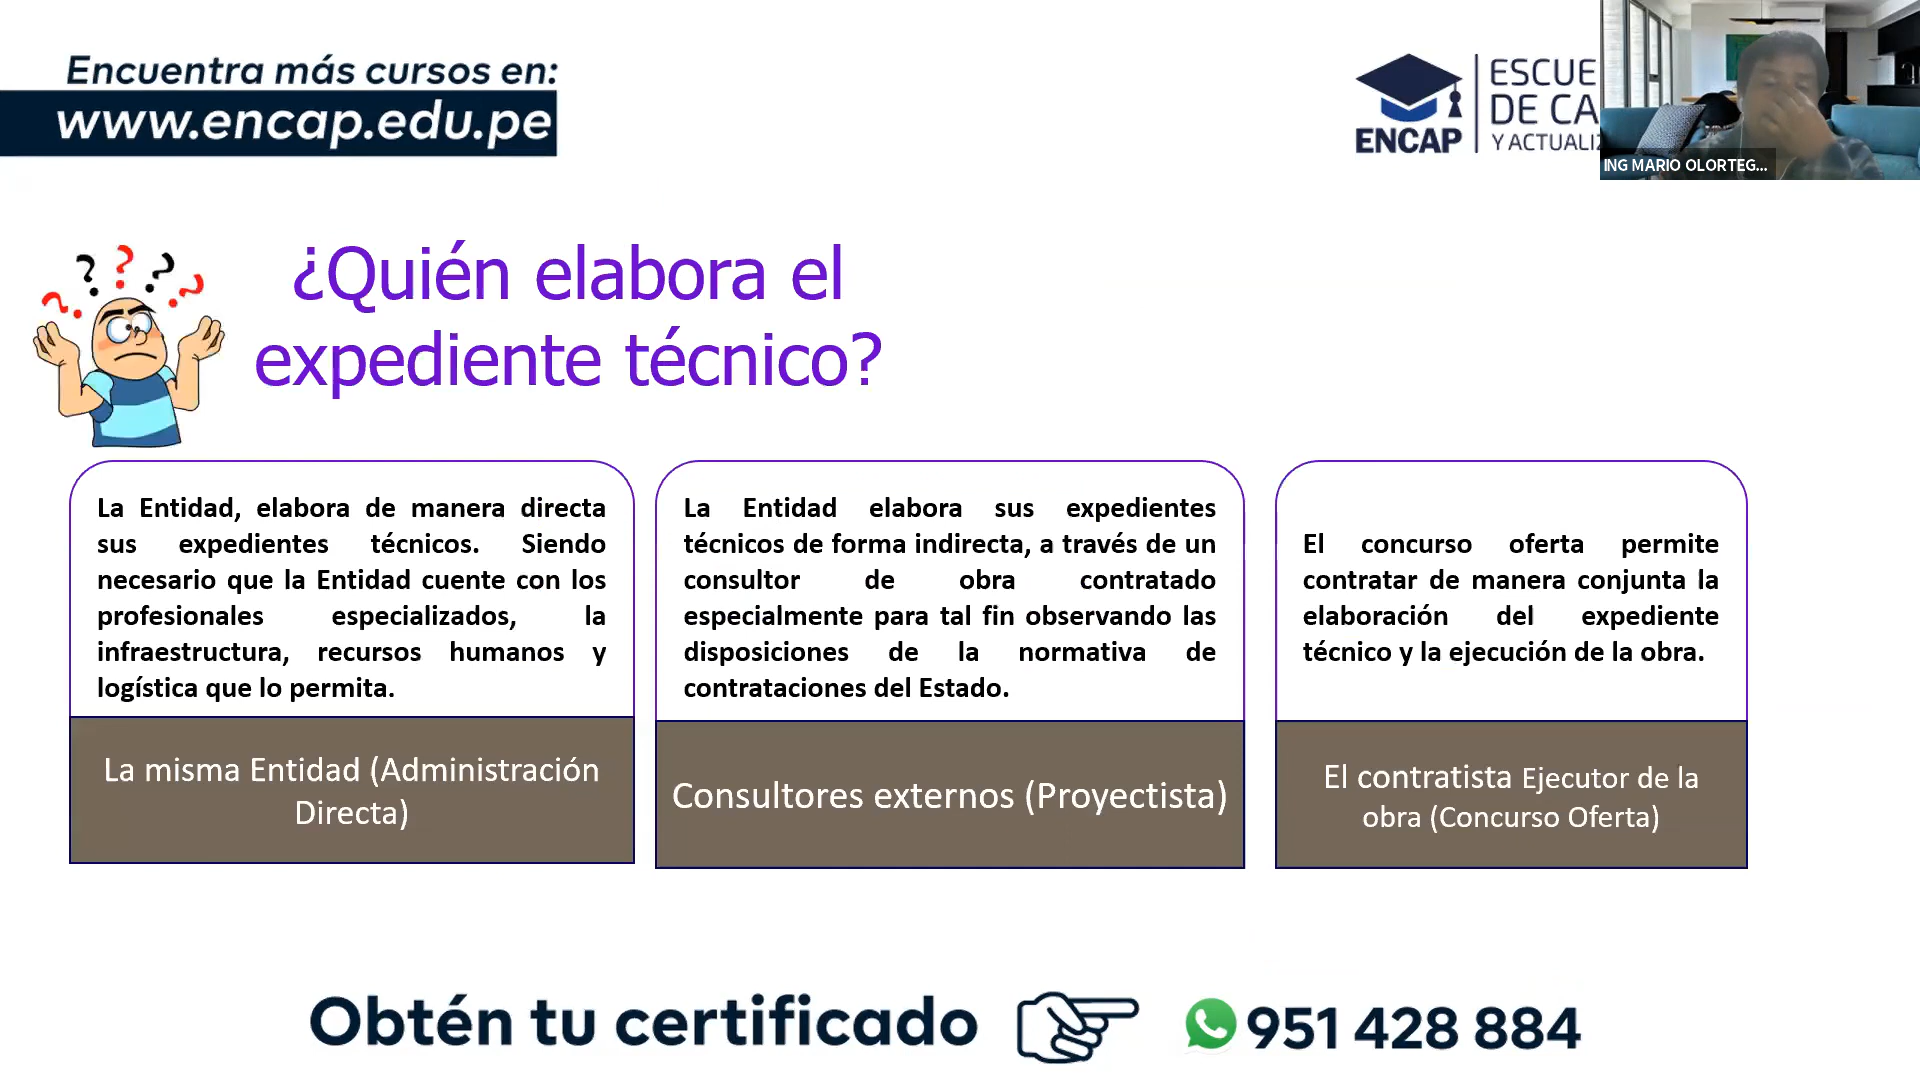 Encuentra más cursos en:
www.encap.edu.pe
ENCAP
ESCUE
DE CA
Y ACTUALIZ
ING MARIO OLORTEG...
? ? ? ? ?
¿Quién elabora el
expediente técnico?
La Entidad, elabora de manera directa
sus expedientes técnicos. Siendo
necesario que la Entidad cuente con los
profesionales especializados, la
infraestructura, recursos humanos y
logística que lo permita.
La misma Entidad (Administración
Directa)
La Entidad elabora sus expedientes
técnicos de forma indirecta, a través de un
consultor de obra contratado
especialmente para tal fin observando las
disposiciones de la normativa de
contrataciones del Estado.
Consultores externos (Proyectista)
El concurso oferta permite
contratar de manera conjunta la
elaboración del expediente
técnico y la ejecución de la obra.
El contratista Ejecutor de la
obra (Concurso Oferta)
Obtén tu certificado
951 428 884